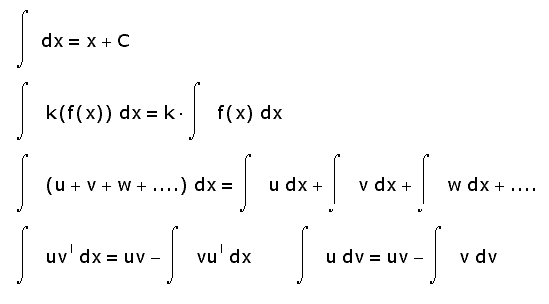 ∫ dx = x + C
∫ k(f(x)) dx = k · ∫ f(x) dx
∫ (u + v + w + ....) dx = ∫ u dx + ∫ v dx + ∫ w dx + ....
∫ uv' dx = uv − ∫ vu' dx ∫ u dv = uv − ∫ v dv